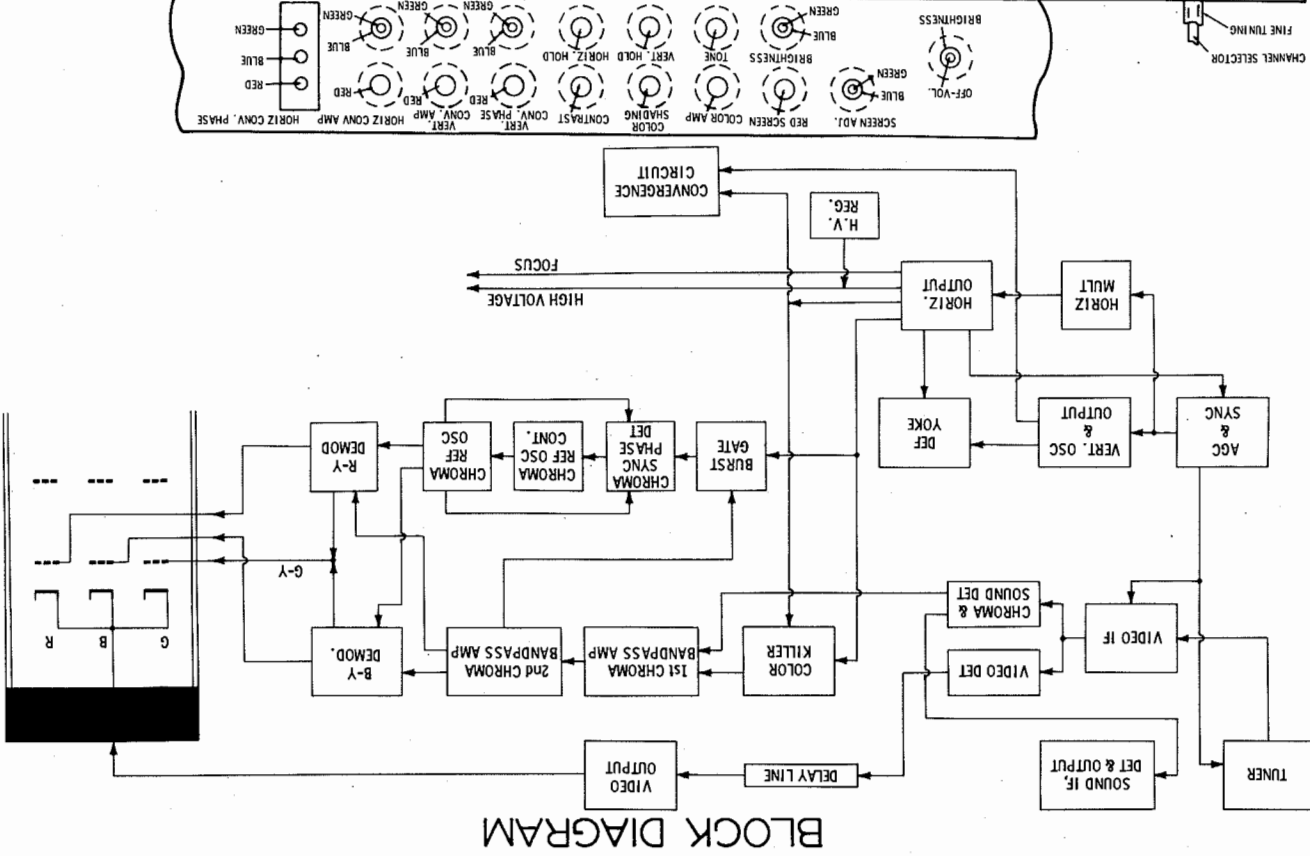 BLOCK DIAGRAM
TUNER
SOUND IF,
DET & OUTPUT
DELAY LINE
VIDEO
OUTPUT
VIDEO IF
VIDEO DET
CHROMA &
SOUND DET
COLOR
KILLER
1st CHROMA
BANDPASS AMP
2nd CHROMA
BANDPASS AMP
B-Y
DEMOD.
G
B
R
G-Y
AGC
&
SYNC
VERT. OSC
&
OUTPUT
DEF
YOKE
BURST
GATE
CHROMA
SYNC
PHASE
DET
CHROMA
REF OSC
CONT.
CHROMA
REF
OSC
R-Y
DEMOD
HORIZ
MULT
HORIZ.
OUTPUT
HIGH VOLTAGE
FOCUS
H.V.
REG.
CONVERGENCE
CIRCUIT
CHANNEL SELECTOR
FINE TUNING
OFF-VOL.
BRIGHTNESS
SCREEN ADJ.
BLUE
GREEN
RED SCREEN
COLOR AMP
COLOR
SHADING
CONTRAST
VERT.
CONV. PHASE
RED
VERT.
CONV. AMP
RED
HORIZ CONV AMP
RED
HORIZ CONV. PHASE
RED
BLUE
GREEN
BRIGHTNESS
BLUE
GREEN
TONE
VERT. HOLD
HORIZ. HOLD
BLUE
GREEN
BLUE
GREEN
BLUE
GREEN